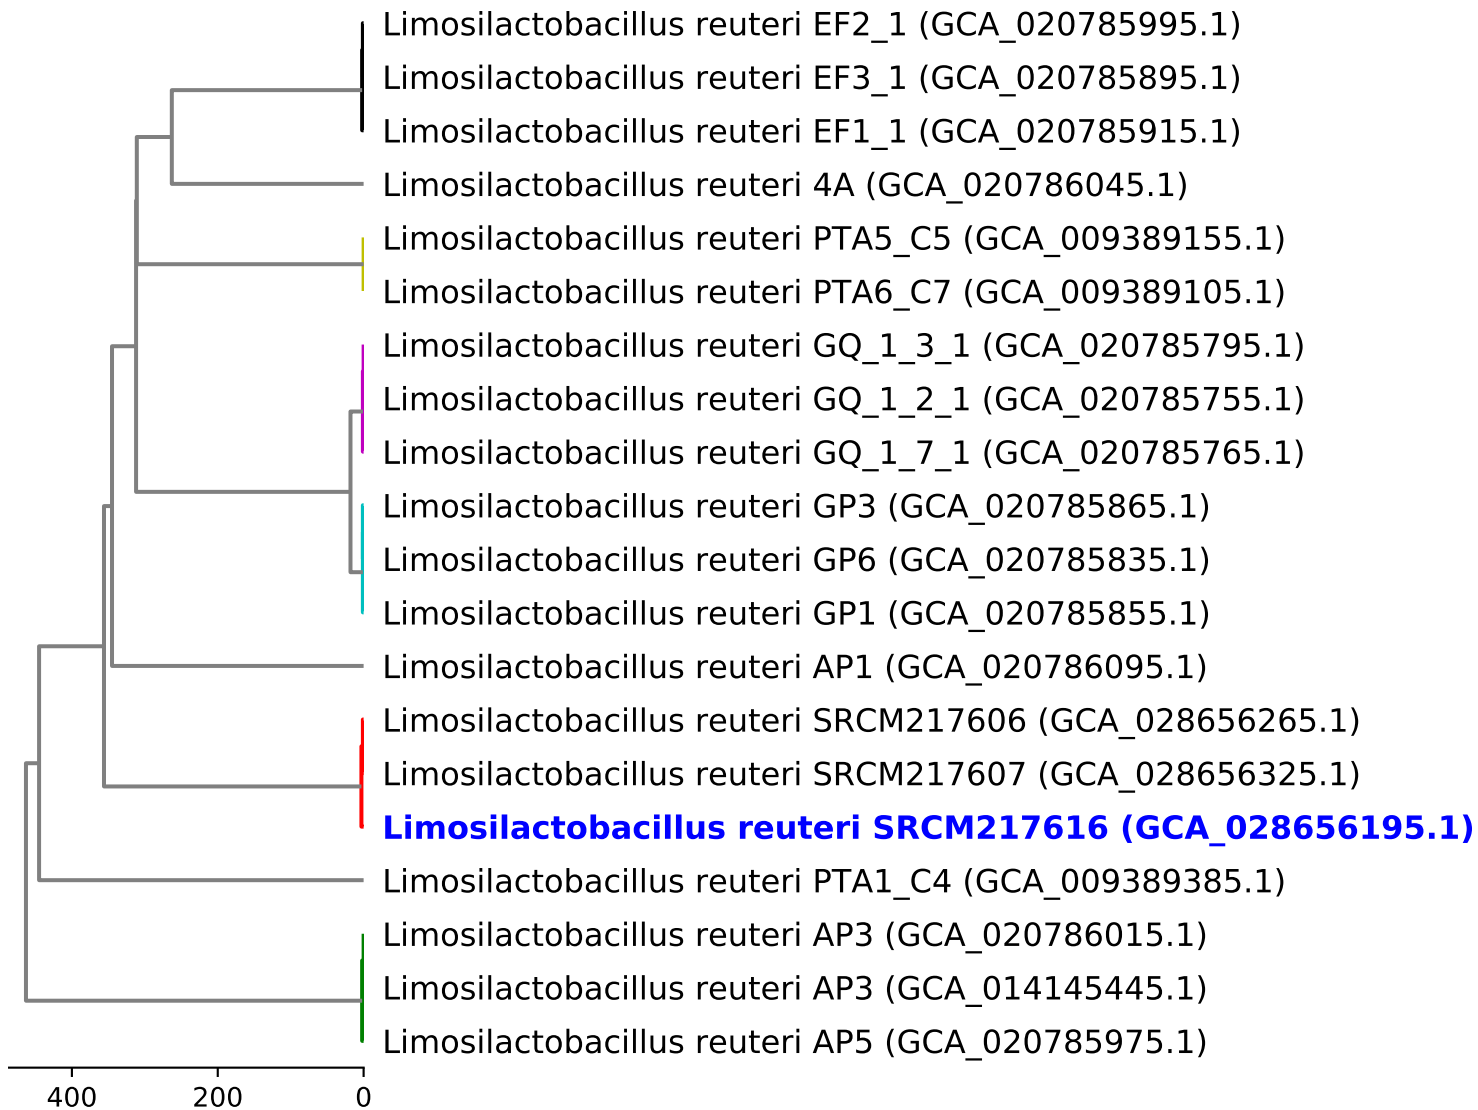 Limosilactobacillus reuteri EF2_1 (GCA_020785995.1)
Limosilactobacillus reuteri EF3_1 (GCA_020785895.1)
Limosilactobacillus reuteri EF1_1 (GCA_020785915.1)
Limosilactobacillus reuteri 4A (GCA_020786045.1)
Limosilactobacillus reuteri PTA5_C5 (GCA_009389155.1)
Limosilactobacillus reuteri PTA6_C7 (GCA_009389105.1)
Limosilactobacillus reuteri GQ_1_3_1 (GCA_020785795.1)
Limosilactobacillus reuteri GQ_1_2_1 (GCA_020785755.1)
Limosilactobacillus reuteri GQ_1_7_1 (GCA_020785765.1)
Limosilactobacillus reuteri GP3 (GCA_020785865.1)
Limosilactobacillus reuteri GP6 (GCA_020785835.1)
Limosilactobacillus reuteri GP1 (GCA_020785855.1)
Limosilactobacillus reuteri AP1 (GCA_020786095.1)
Limosilactobacillus reuteri SRCM217606 (GCA_028656265.1)
Limosilactobacillus reuteri SRCM217607 (GCA_028656325.1)
Limosilactobacillus reuteri SRCM217616 (GCA_028656195.1)
Limosilactobacillus reuteri PTA1_C4 (GCA_009389385.1)
Limosilactobacillus reuteri AP3 (GCA_020786015.1)
Limosilactobacillus reuteri AP3 (GCA_014145445.1)
Limosilactobacillus reuteri AP5 (GCA_020785975.1)
400 200 0